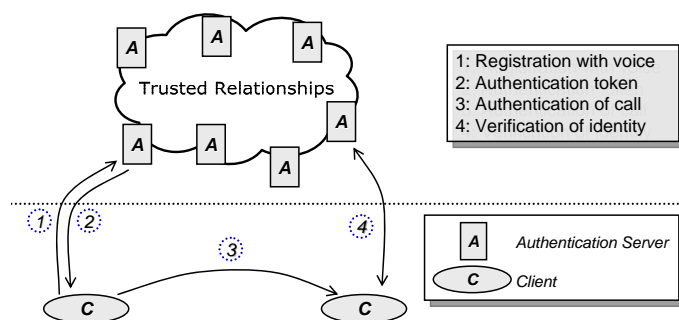 A
A
A
A
Trusted Relationships
A
A
A
1: Registration with voice
2: Authentication token
3: Authentication of call
4: Verification of identity
1
2
3
4
A
Authentication Server
C
Client
C
C